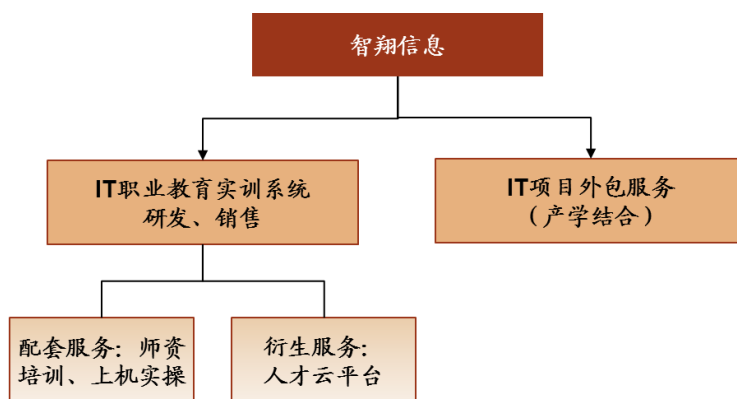 智翔信息
IT职业教育实训系统
研发、销售
IT项目外包服务
（产学结合）
配套服务：师资
培训、上机实操
衍生服务：
人才云平台